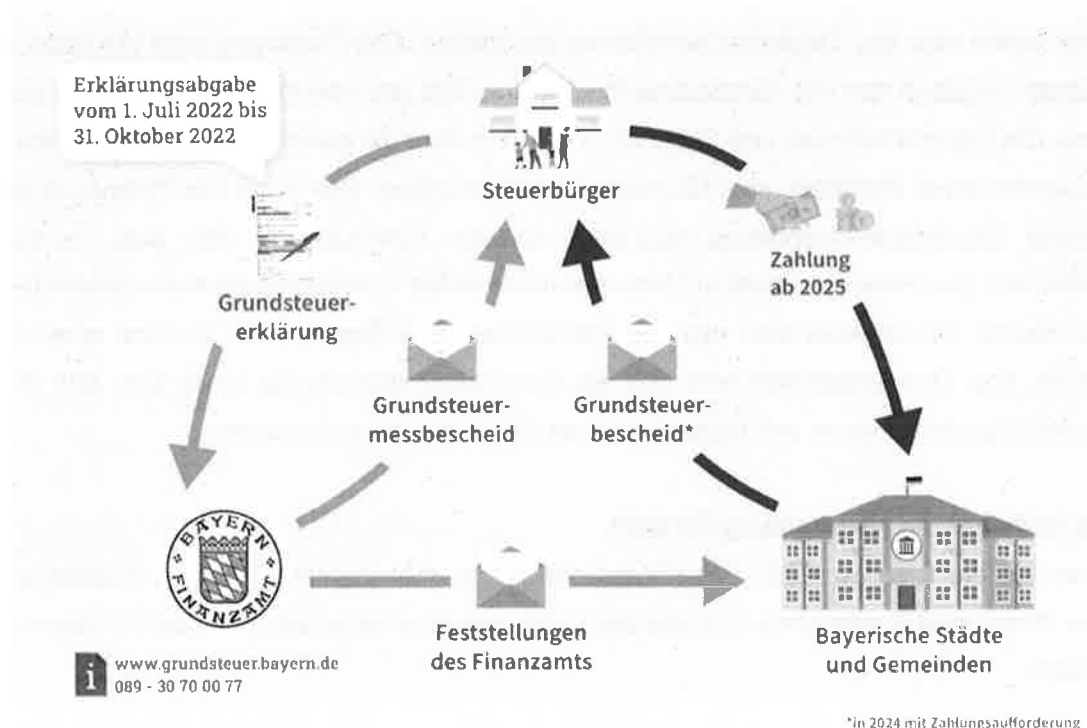 Erklärungsabgabe
vom 1. Juli 2022 bis
31. Oktober 2022
Steuerbürger
Zahlung
ab 2025
Grundsteuer-
erklärung
Grundsteuer-
messbescheid
Grundsteuer-
bescheid*
BAYERN
FINANZAMT
Feststellungen
des Finanzamts
Bayerische Städte
und Gemeinden
www.grundsteuer.bayern.de
089 - 30 70 00 77
*in 2024 mit Zahlungsaufforderung